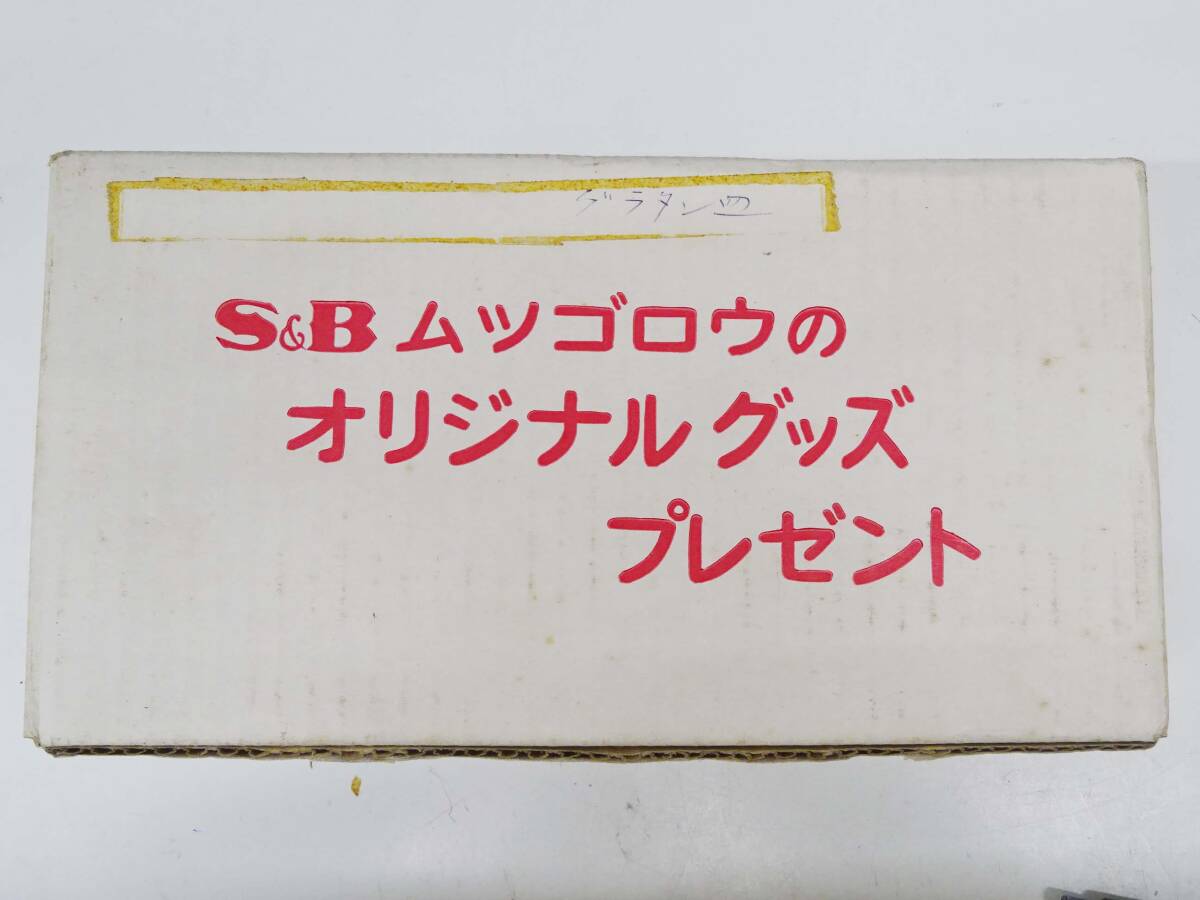 グラタン皿
S&B ムツゴロウの
オリジナル グッズ
プレゼント